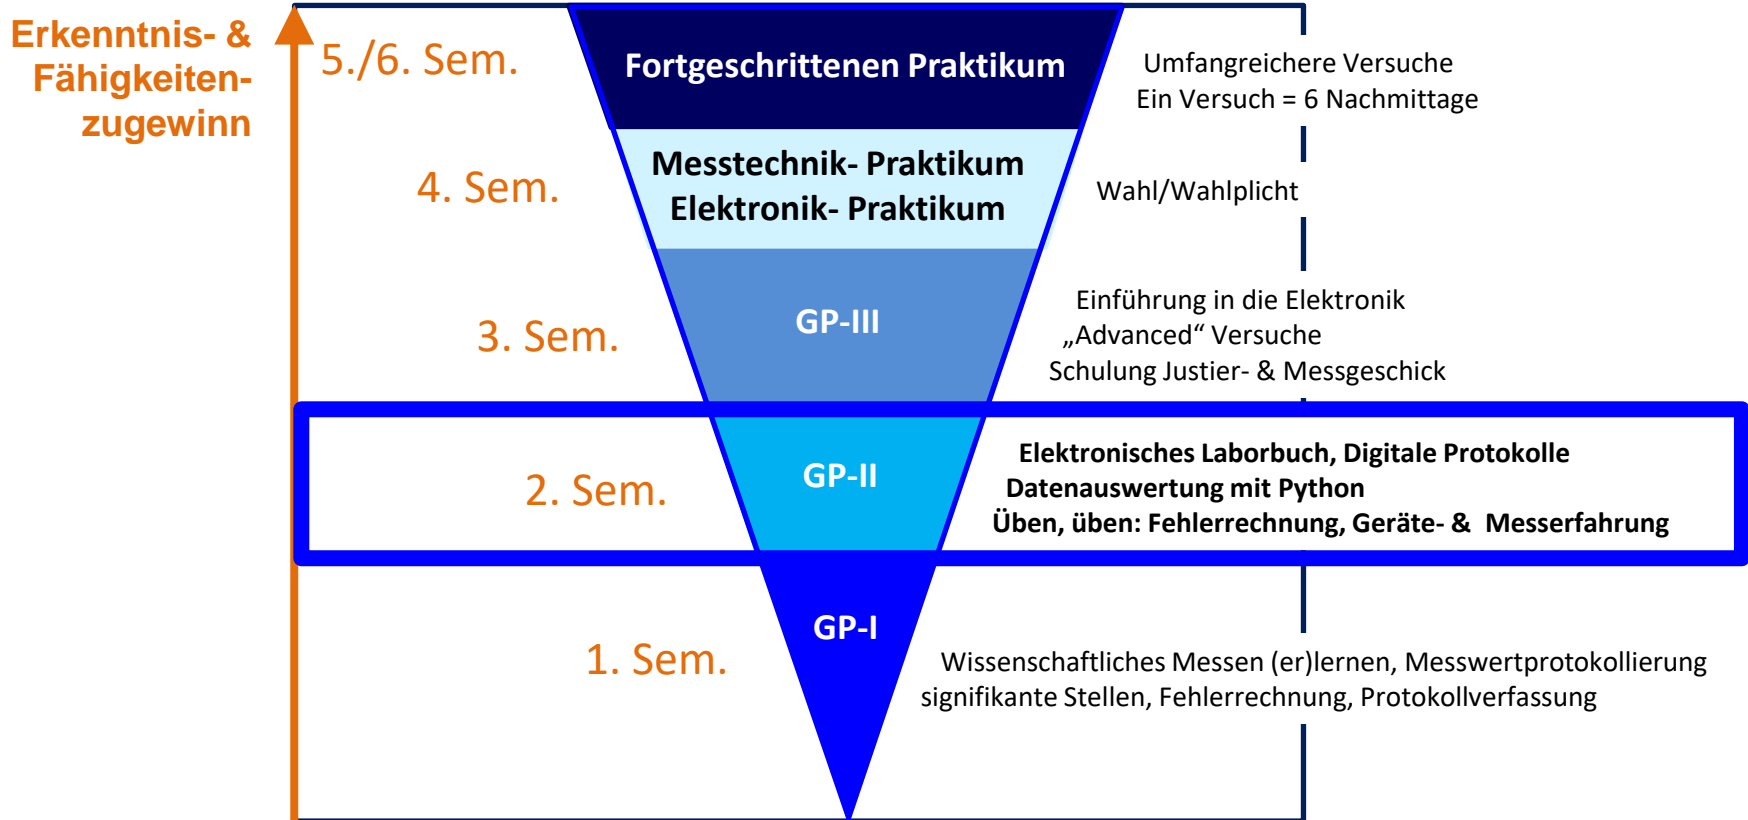 Erkenntnis- &
Fähigkeiten-
zugewinn
5./6. Sem.
Fortgeschrittenen Praktikum
Umfangreichere Versuche
Ein Versuch = 6 Nachmittage
4. Sem.
Messtechnik- Praktikum
Elektronik- Praktikum
Wahl/Wahlplicht
3. Sem.
GP-III
Einführung in die Elektronik
„Advanced“ Versuche
Schulung Justier- & Messgeschick
2. Sem.
GP-II
Elektronisches Laborbuch, Digitale Protokolle
Datenauswertung mit Python
Üben, üben: Fehlerrechnung, Geräte- & Messerfahrung
1. Sem.
GP-I
Wissenschaftliches Messen (er)lernen, Messwertprotokollierung
signifikante Stellen, Fehlerrechnung, Protokollverfassung